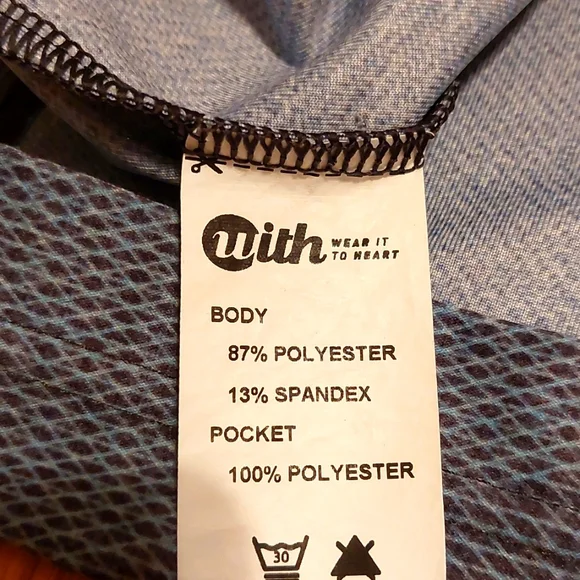 With WEAR IT
TO HEART
BODY
87% POLYESTER
13% SPANDEX
POCKET
100% POLYESTER
30